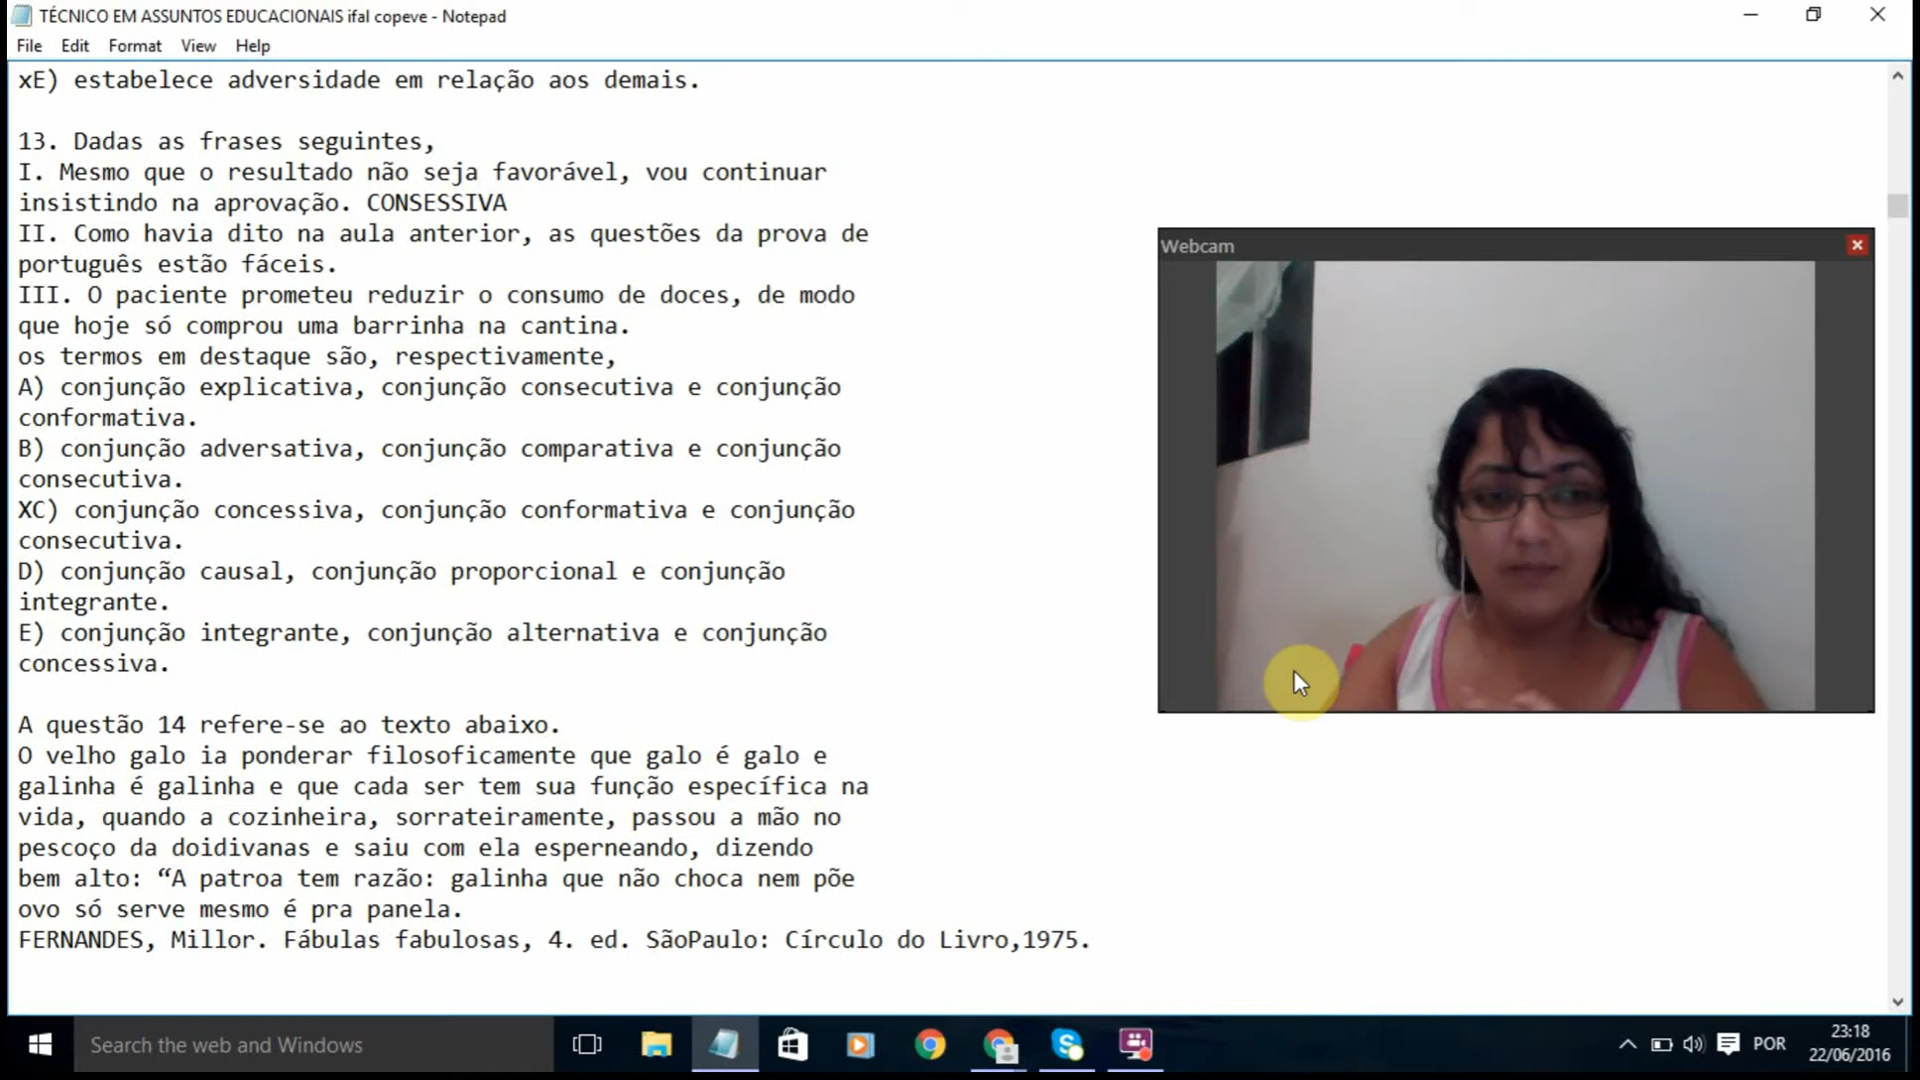 TÉCNICO EM ASSUNTOS EDUCACIONAIS ifal copeve - Notepad
File Edit Format View Help
xE) estabelece adversidade em relação aos demais.
13. Dadas as frases seguintes,
I. Mesmo que o resultado não seja favorável, vou continuar
insistindo na aprovação. CONSESSIVA
II. Como havia dito na aula anterior, as questões da prova de
português estão fáceis.
III. O paciente prometeu reduzir o consumo de doces, de modo
que hoje só comprou uma barrinha na cantina.
os termos em destaque são, respectivamente,
A) conjunção explicativa, conjunção consecutiva e conjunção
conformativa.
B) conjunção adversativa, conjunção comparativa e conjunção
consecutiva.
XC) conjunção concessiva, conjunção conformativa e conjunção
consecutiva.
D) conjunção causal, conjunção proporcional e conjunção
integrante.
E) conjunção integrante, conjunção alternativa e conjunção
concessiva.
A questão 14 refere-se ao texto abaixo.
O velho galo ia ponderar filosoficamente que galo é galo e
galinha é galinha e que cada ser tem sua função específica na
vida, quando a cozinheira, sorrateiramente, passou a mão no
pescoço da doidivanas e saiu com ela esperneando, dizendo
bem alto: “A patroa tem razão: galinha que não choca nem põe
ovo só serve mesmo é pra panela.
FERNANDES, Millor. Fábulas fabulosas, 4. ed. SãoPaulo: Círculo do Livro,1975.
Webcam
Search the web and Windows
POR
23:18
22/06/2016